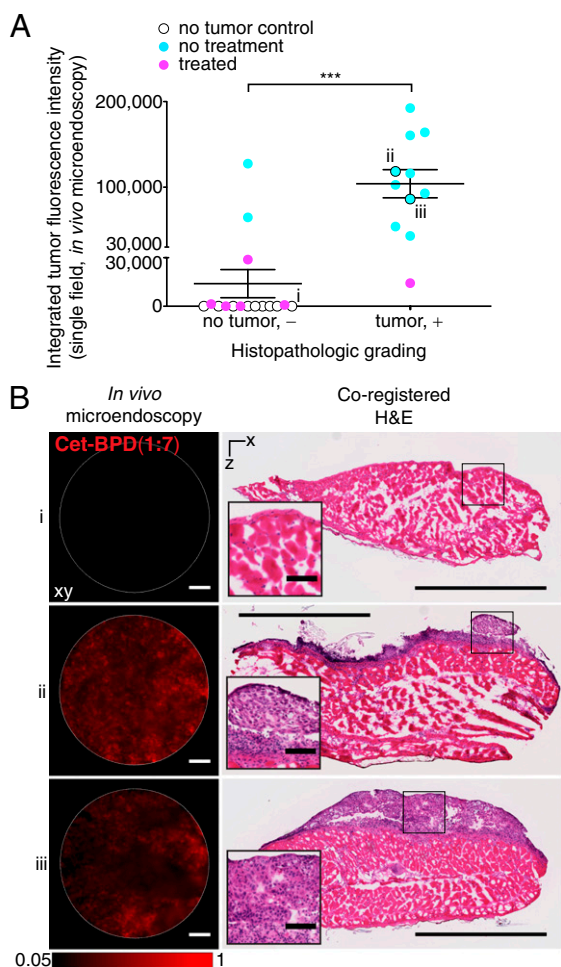 A
no tumor control
no treatment
treated
***
Integrated tumor fluorescence intensity
(single field, in vivo microendoscopy)
200,000
100,000
30,000
30,000
0
ii
iii
i
no tumor, –
tumor, +
Histopathologic grading
B
In vivo
microendoscopy
Co-registered
H&E
Cet-BPD(1:7)
x
z
i
xy
ii
iii
0.05
1